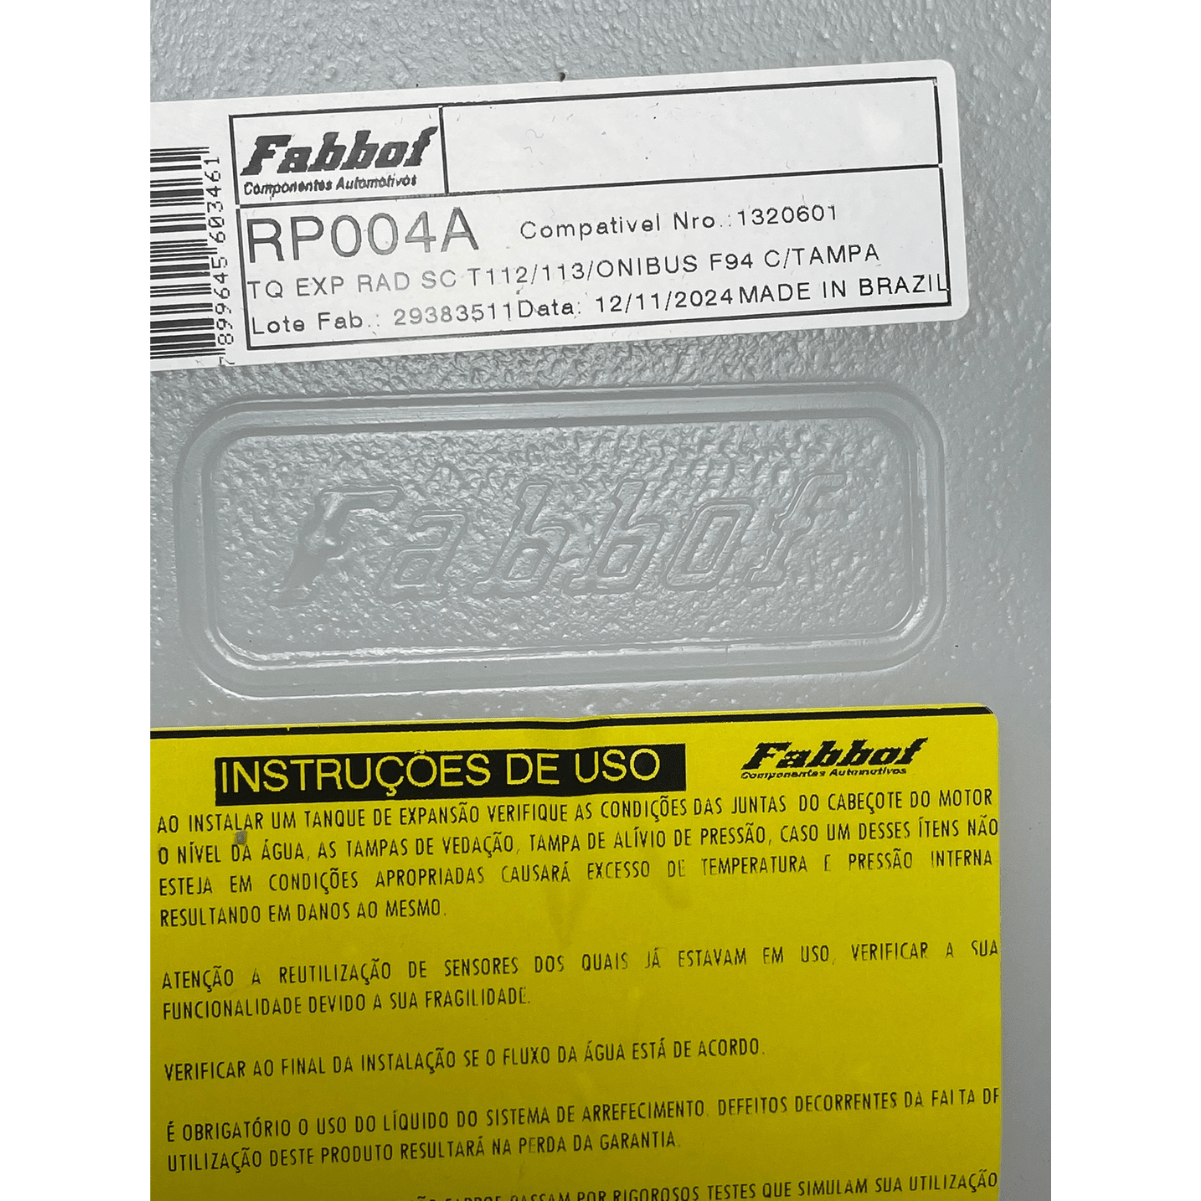 Fabbof
Componentes Automotivos
7899645603461
RP004A Compativel Nro.:1320601
TQ EXP RAD SC T112/113/ONIBUS F94 C/TAMPA
Lote Fab.: 29383511Data: 12/11/2024 MADE IN BRAZIL
Fabbof
INSTRUÇÕES DE USO
Fabbof
Componentes Automotivos
AO INSTALAR UM TANQUE DE EXPANSÃO VERIFIQUE AS CONDIÇÕES DAS JUNTAS DO CABEÇOTE DO MOTOR
O NÍVEL DA ÁGUA, AS TAMPAS DE VEDAÇÃO, TAMPA DE ALÍVIO DE PRESSÃO, CASO UM DESSES ÍTENS NÃO
ESTEJA EM CONDIÇÕES APROPRIADAS CAUSARÁ EXCESSO DE TEMPERATURA E PRESSÃO INTERNA
RESULTANDO EM DANOS AO MESMO.
ATENÇÃO A REUTILIZAÇÃO DE SENSORES DOS QUAIS JÁ ESTAVAM EM USO, VERIFICAR A SUA
FUNCIONALIDADE DEVIDO A SUA FRAGILIDADE.
VERIFICAR AO FINAL DA INSTALAÇÃO SE O FLUXO DA ÁGUA ESTÁ DE ACORDO.
É OBRIGATÓRIO O USO DO LÍQUIDO DO SISTEMA DE ARREFECIMENTO. DEFEITOS DECORRENTES DA FALTA DE
UTILIZAÇÃO DESTE PRODUTO RESULTARÁ NA PERDA DA GARANTIA.
FABBOF PASSAM POR RIGOROSOS TESTES QUE SIMULAM SUA UTILIZAÇÃO